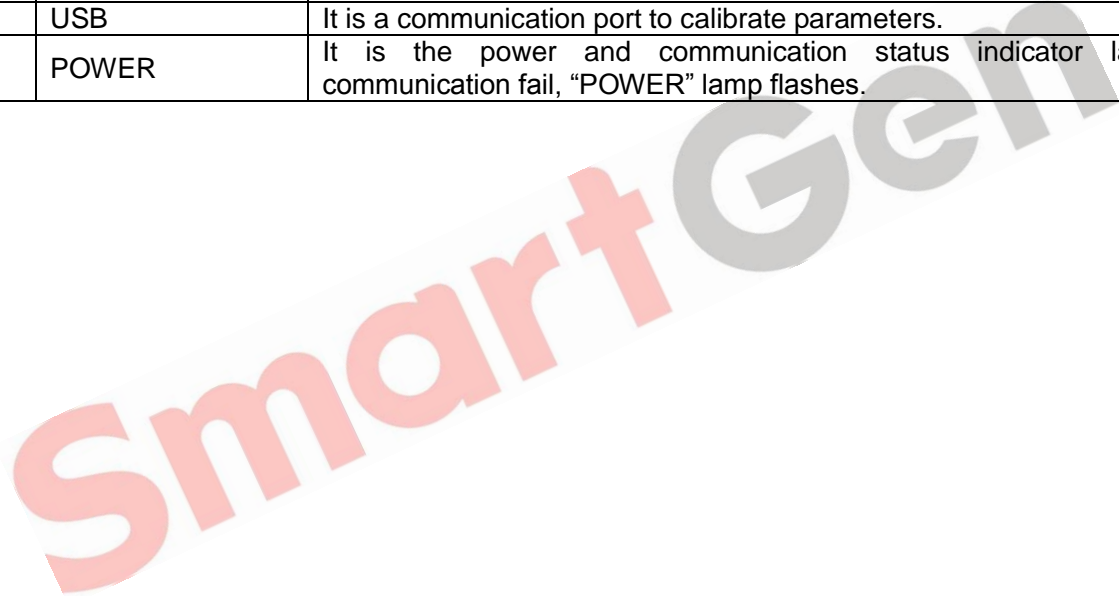 USB It is a communication port to calibrate parameters.
POWER It is the power and communication status indicator
communication fail, “POWER” lamp flashes.
SmartGen